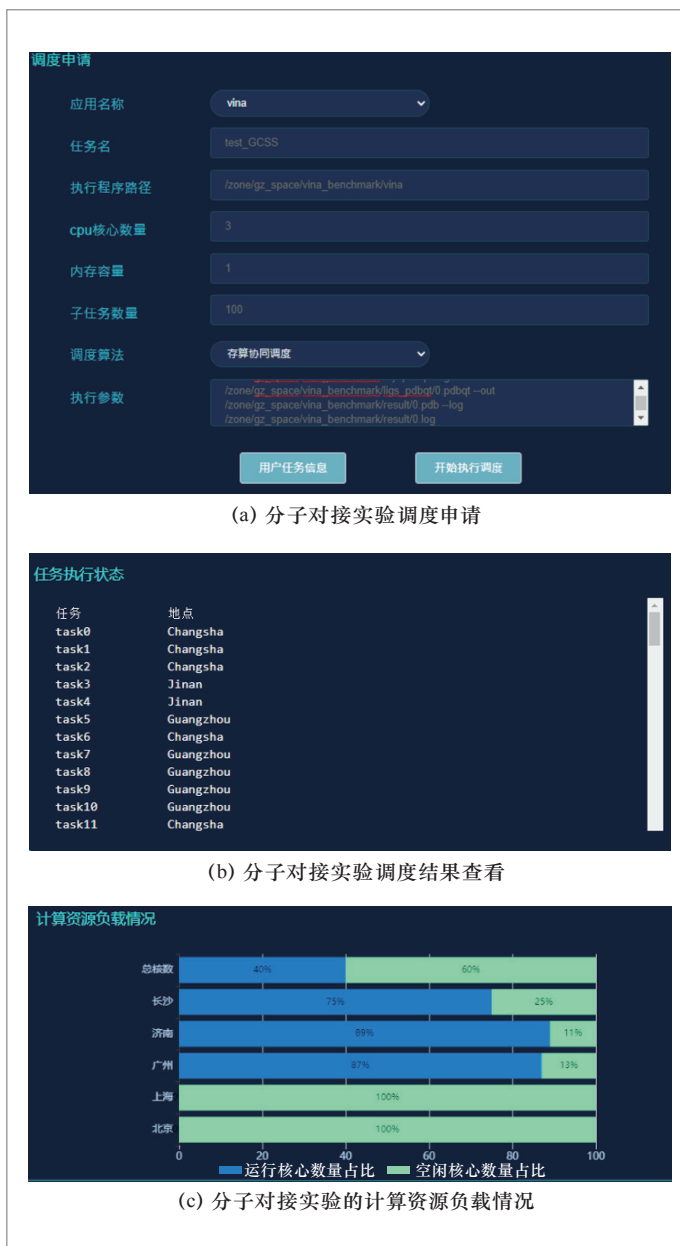 调度申请
应用名称 vina
任务名 test_GCSS
执行程序路径 /zone/gz_space/vina_benchmark/vina
cpu核心数量 3
内存容量 1
子任务数量 100
调度算法 存算协同调度
执行参数 /zone/gz_space/vina_benchmark/ligs_pdbqt/0.pdbqt --out
/zone/gz_space/vina_benchmark/result/0.pdb --log
/zone/gz_space/vina_benchmark/result/0.log
用户任务信息 开始执行调度
(a) 分子对接实验调度申请
任务执行状态
任务 地点
task0 Changsha
task1 Changsha
task2 Changsha
task3 Jinan
task4 Jinan
task5 Guangzhou
task6 Changsha
task7 Guangzhou
task8 Guangzhou
task9 Guangzhou
task10 Guangzhou
task11 Changsha
(b) 分子对接实验调度结果查看
计算资源负载情况
总核数 40% 60%
长沙 75% 25%
济南 89% 11%
广州 87% 13%
上海 100%
北京 100%
0 20 40 60 80 100
运行核心数量占比 空闲核心数量占比
(c) 分子对接实验的计算资源负载情况